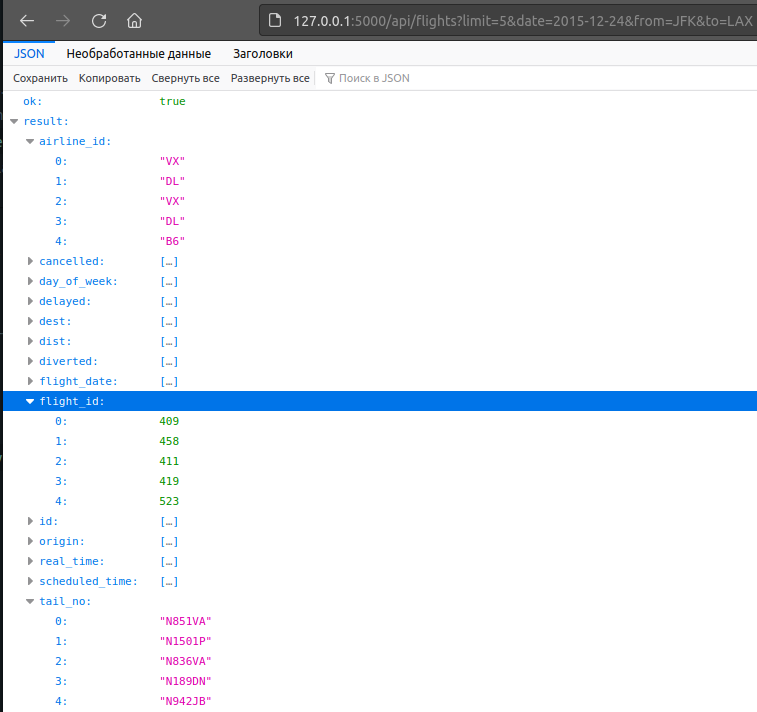 127.0.0.1:5000/api/flights?limit=5&date=2015-12-24&from=JFK&to=LAX
JSON Необработанные данные Заголовки
Сохранить Копировать Свернуть все Развернуть все Поиск в JSON
ok: true
result:
airline_id:
0: "VX"
1: "DL"
2: "VX"
3: "DL"
4: "B6"
cancelled: […]
day_of_week: […]
delayed: […]
dest: […]
dist: […]
diverted: […]
flight_date: […]
flight_id:
0: 409
1: 458
2: 411
3: 419
4: 523
id: […]
origin: […]
real_time: […]
scheduled_time: […]
tail_no:
0: "N851VA"
1: "N1501P"
2: "N836VA"
3: "N189DN"
4: "N942JB"